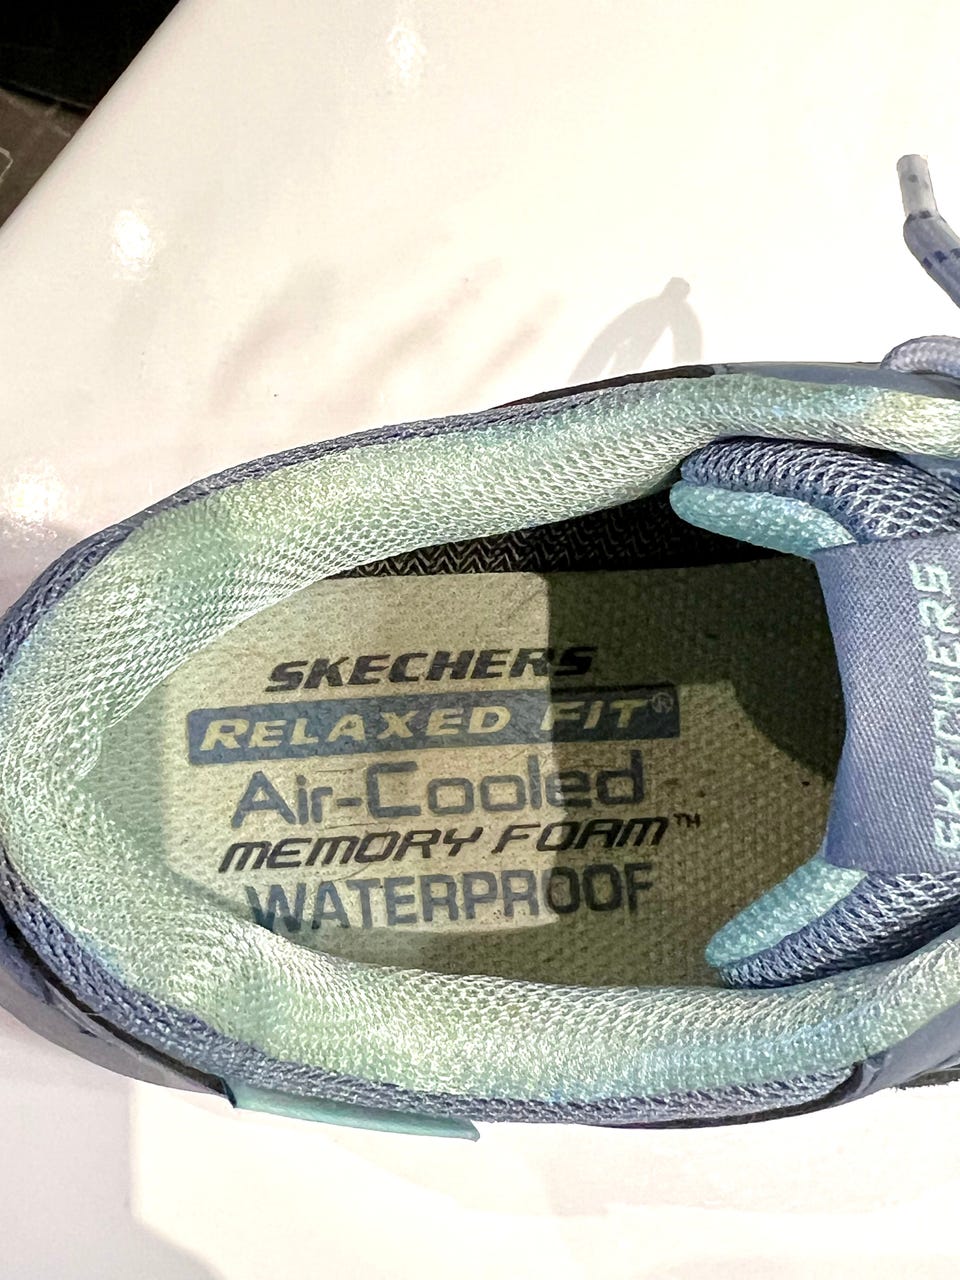 SKECHERS
RELAXED FIT®
Air-Cooled
MEMORY FOAM™
WATERPROOF
SKECHERS